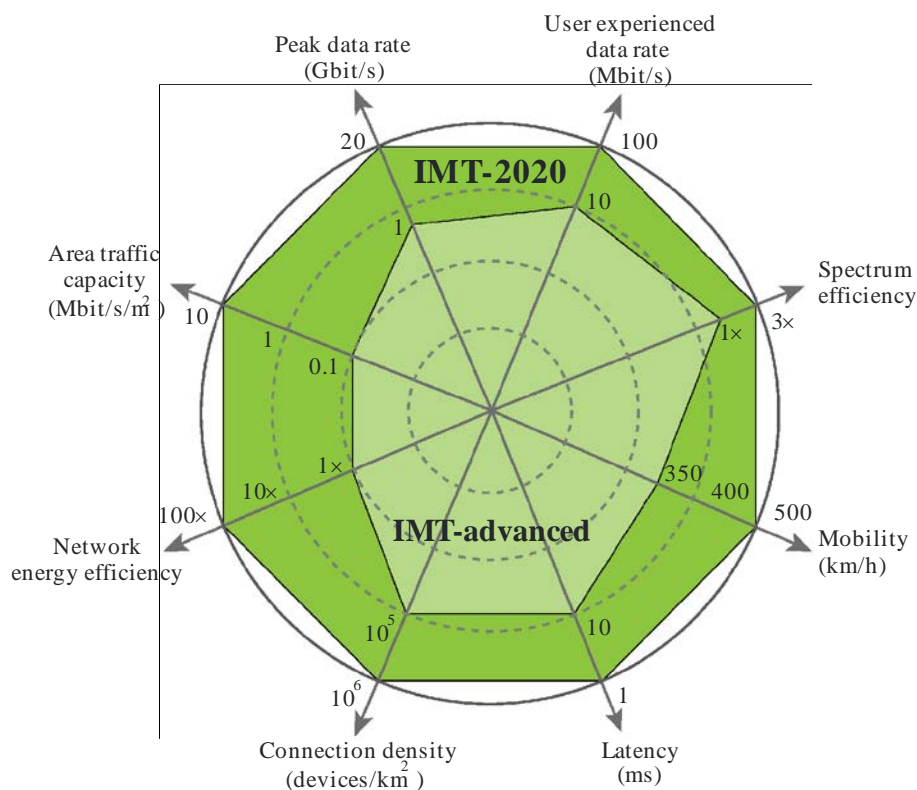 Peak data rate
(Gbit/s)
User experienced
data rate
(Mbit/s)
20
100
IMT-2020
10
1
Area traffic
capacity
(Mbit/s/m²)
Spectrum
efficiency
10
1
0.1
1×
3×
1×
10×
100×
350
400
500
IMT-advanced
Network
energy efficiency
Mobility
(km/h)
10⁵
10
10⁶
1
Connection density
(devices/km²)
Latency
(ms)